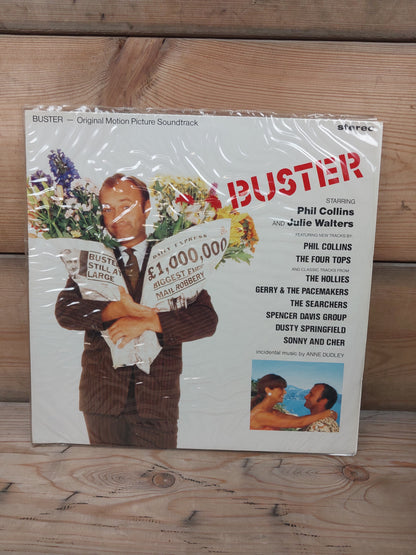 BUSTER — Original Motion Picture Soundtrack
stereo
BUSTER
STARRING
Phil Collins
AND Julie Walters
FEATURING NEW TRACKS BY
PHIL COLLINS
THE FOUR TOPS
AND CLASSIC TRACKS FROM
THE HOLLIES
GERRY & THE PACEMAKERS
THE SEARCHERS
SPENCER DAVIS GROUP
DUSTY SPRINGFIELD
SONNY AND CHER
incidental music by ANNE DUDLEY
BUSTER
STILL AT
LARGE
EXPRESS
£1,000,000
BIGGEST EVER
MAIL ROBBERY